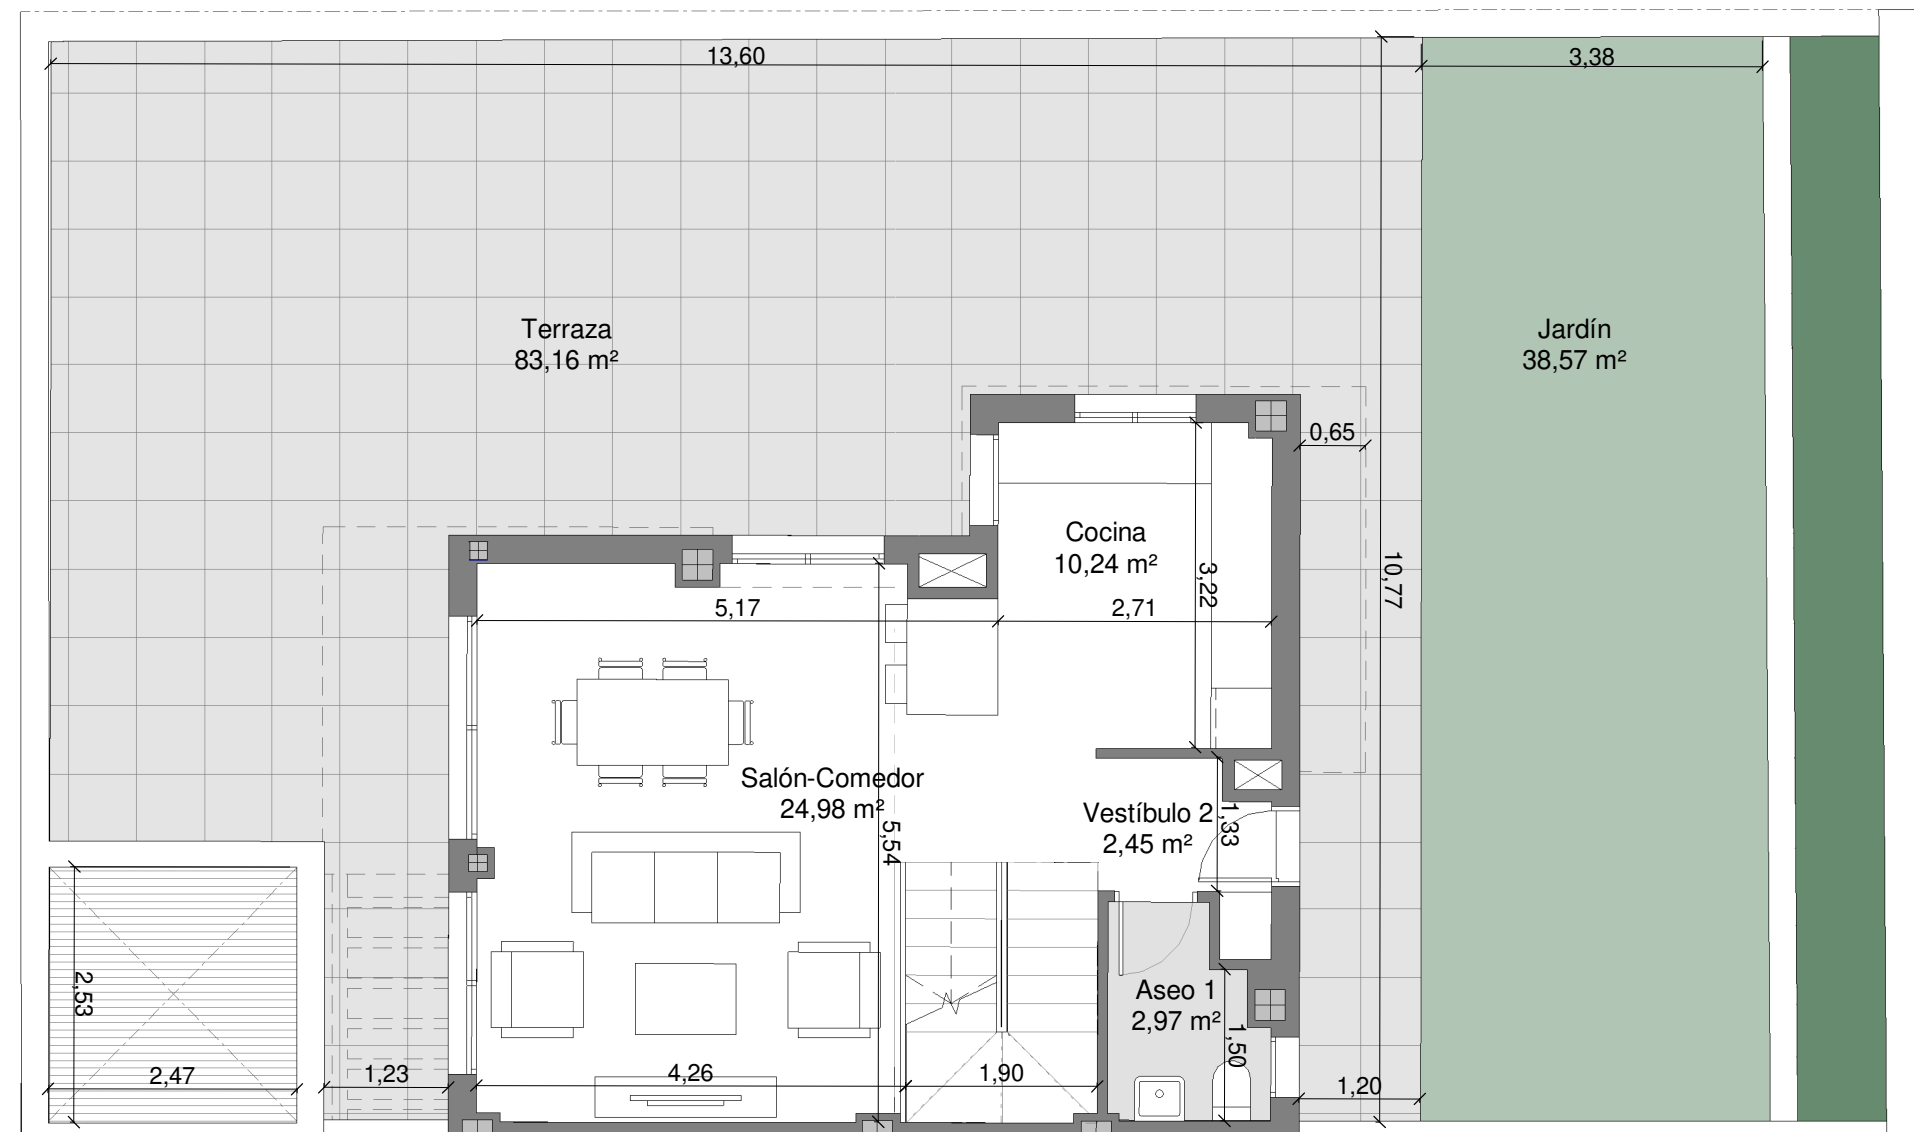 13,60
3,38
Terraza
83,16 m²
Jardín
38,57 m²
0,65
Cocina
10,24 m²
3,22
10,77
5,17
2,71
Salón-Comedor
24,98 m²
5,54
Vestíbulo 2
2,45 m²
1,33
Aseo 1
2,97 m²
1,50
2,53
2,47
1,23
4,26
1,90
1,20